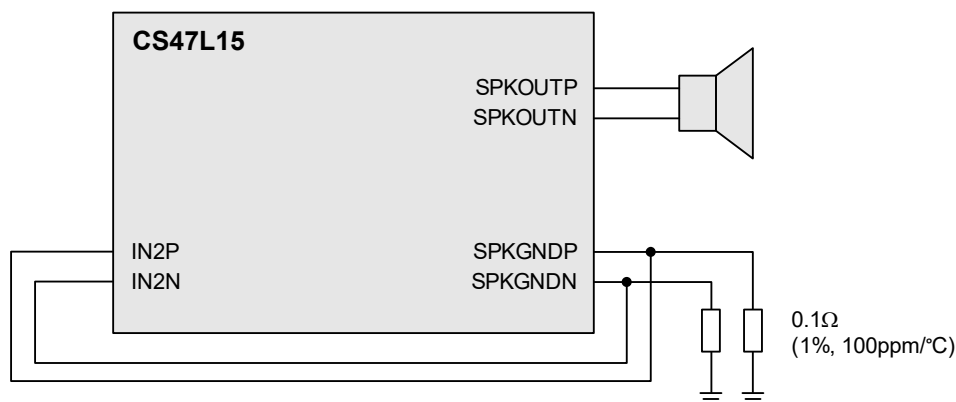 CS47L15
SPKOUTP
SPKOUTN
IN2P
IN2N
SPKGNDP
SPKGNDN
0.1Ω
(1%, 100ppm/°C)